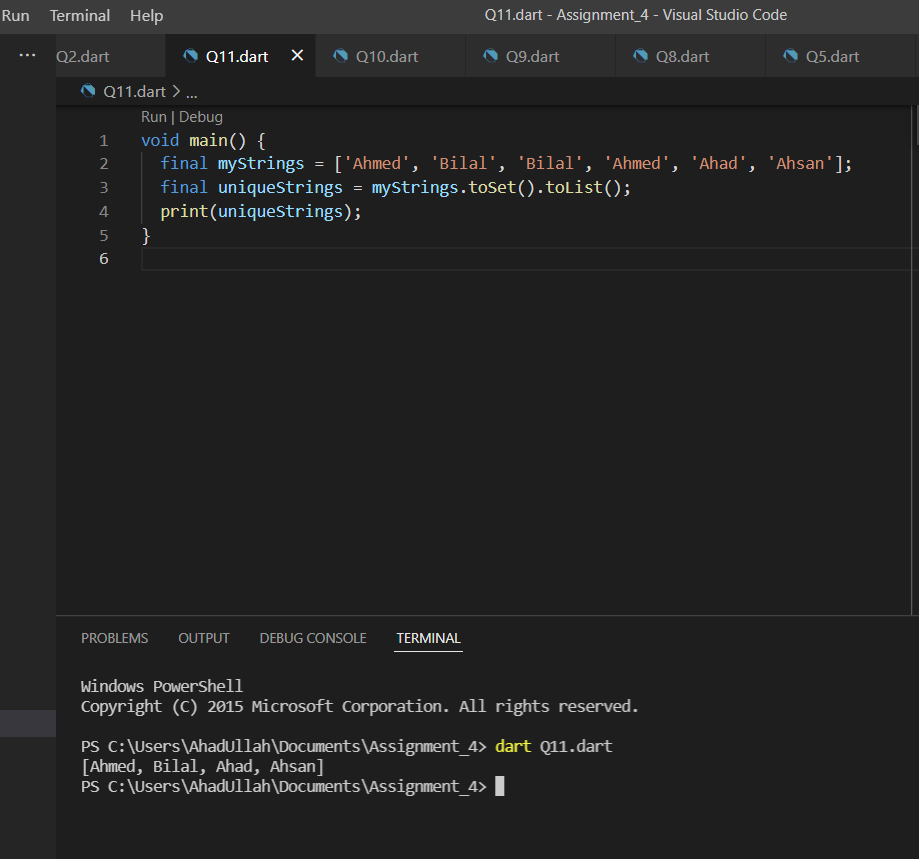 Run Terminal Help Q11.dart - Assignment_4 - Visual Studio Code
... Q2.dart Q11.dart Q10.dart Q9.dart Q8.dart Q5.dart
Q11.dart > ...
Run | Debug
1 void main() {
2 final myStrings = ['Ahmed', 'Bilal', 'Bilal', 'Ahmed', 'Ahad', 'Ahsan'];
3 final uniqueStrings = myStrings.toSet().toList();
4 print(uniqueStrings);
5 }
6
PROBLEMS OUTPUT DEBUG CONSOLE TERMINAL
Windows PowerShell
Copyright (C) 2015 Microsoft Corporation. All rights reserved.
PS C:\Users\AhadUllah\Documents\Assignment_4> dart Q11.dart
[Ahmed, Bilal, Ahad, Ahsan]
PS C:\Users\AhadUllah\Documents\Assignment_4>